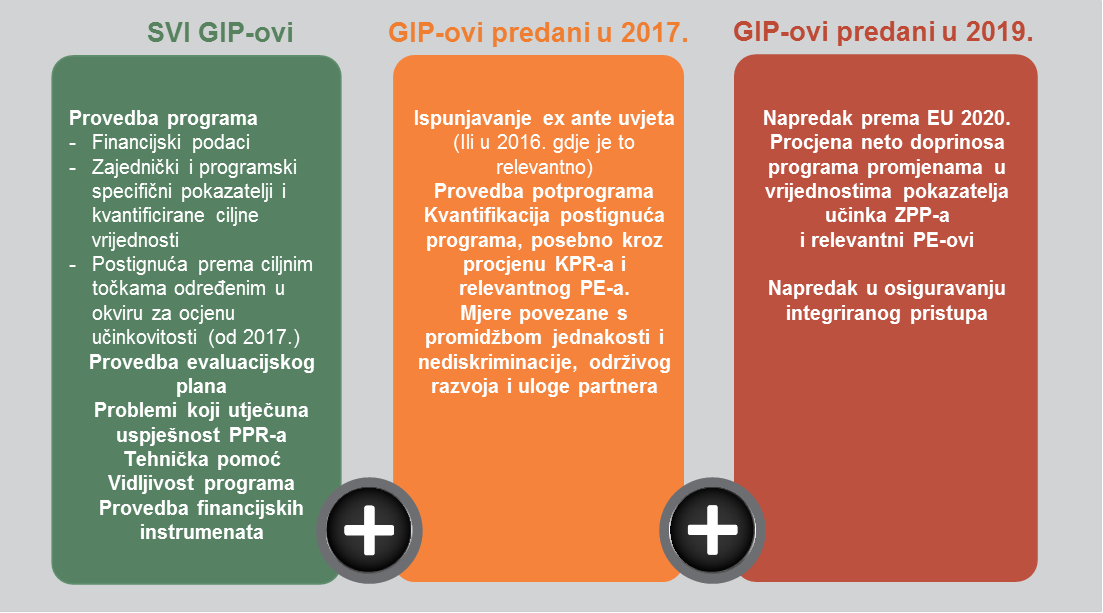 SVI GIP-ovi
Provedba programa
- Financijski podaci
- Zajednički i programski
specifični pokazatelji i
kvantificirane ciljne
vrijednosti
- Postignuća prema ciljnim
točkama određenim u
okviru za ocjenu
učinkovitosti (od 2017.)
Provedba evaluacijskog
plana
Problemi koji utječuna
uspješnost PPR-a
Tehnička pomoć
Vidljivost programa
Provedba financijskih
instrumenata
GIP-ovi predani u 2017.
Ispunjavanje ex ante uvjeta
(Ili u 2016. gdje je to
relevantno)
Provedba potprograma
Kvantifikacija postignuća
programa, posebno kroz
procjenu KPR-a i
relevantnog PE-a.
Mjere povezane s
promidžbom jednakosti i
nediskriminacije, održivog
razvoja i uloge partnera
GIP-ovi predani u 2019.
Napredak prema EU 2020.
Procjena neto doprinosa
programa promjenama u
vrijednostima pokazatelja
učinka ZPP-a
i relevantni PE-ovi
Napredak u osiguravanju
integriranog pristupa